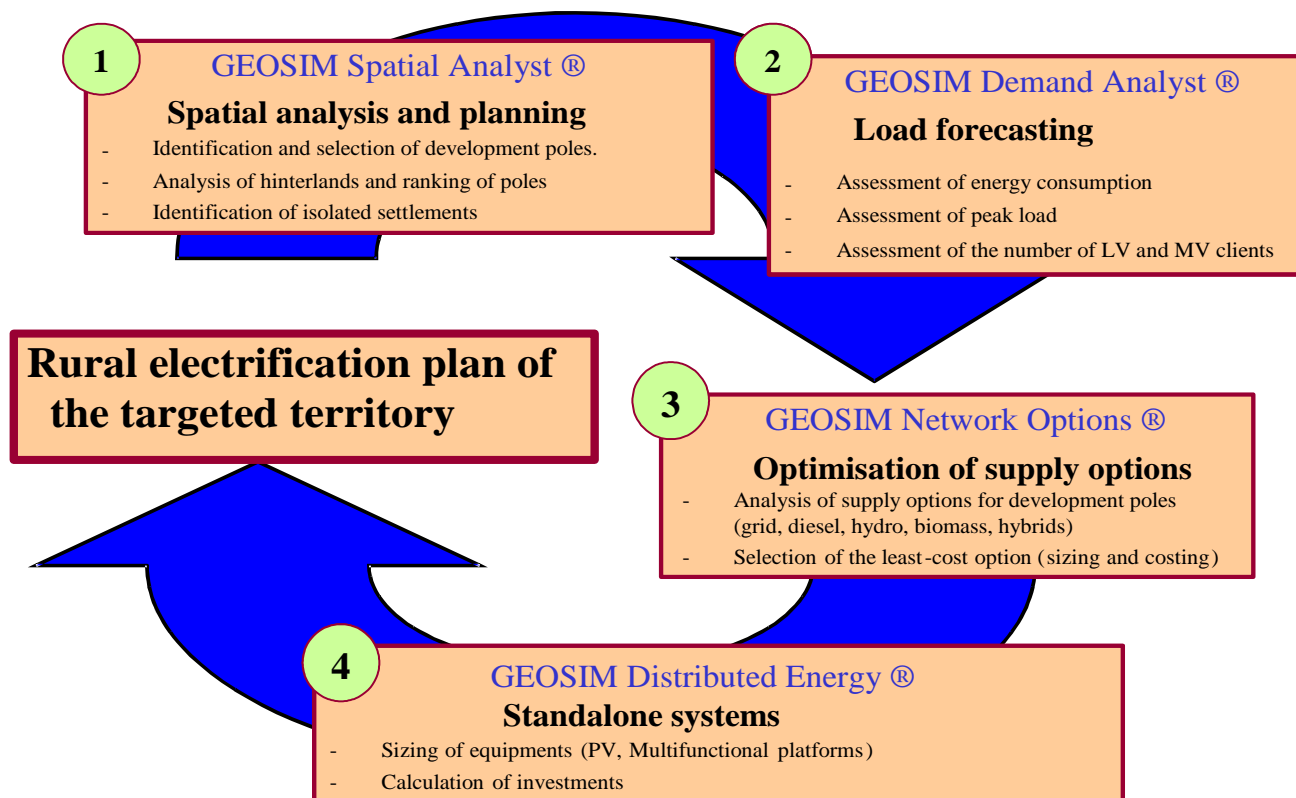 1
GEOSIM Spatial Analyst ®
Spatial analysis and planning
- Identification and selection of development poles.
- Analysis of hinterlands and ranking of poles
- Identification of isolated settlements
2
GEOSIM Demand Analyst ®
Load forecasting
- Assessment of energy consumption
- Assessment of peak load
- Assessment of the number of LV and MV clients
Rural electrification plan of
the targeted territory
3
GEOSIM Network Options ®
Optimisation of supply options
- Analysis of supply options for development poles
(grid, diesel, hydro, biomass, hybrids)
- Selection of the least-cost option (sizing and costing)
4
GEOSIM Distributed Energy ®
Standalone systems
- Sizing of equipments (PV, Multifunctional platforms)
- Calculation of investments